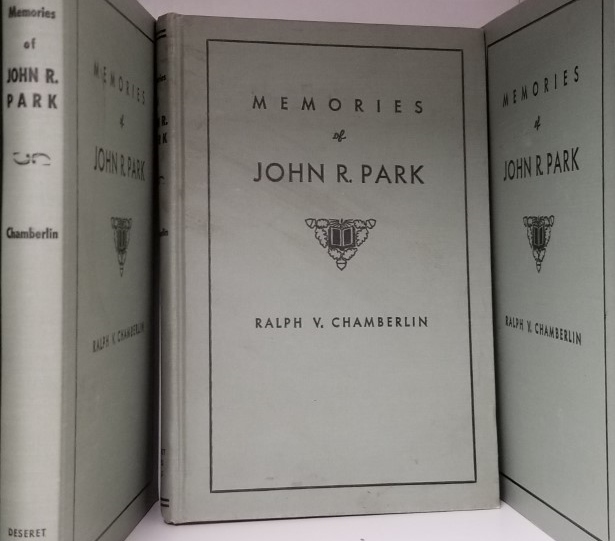 Memories
of
JOHN R.
PARK
Chamberlin
DESERET
MEMORIES
of
JOHN R. PARK
RALPH V. CHAMBERLIN
MEMORIES
of
JOHN R. PARK
RALPH V. CHAMBERLIN
MEMORIES
of
JOHN R. PARK
RALPH V. CHAMBERLIN